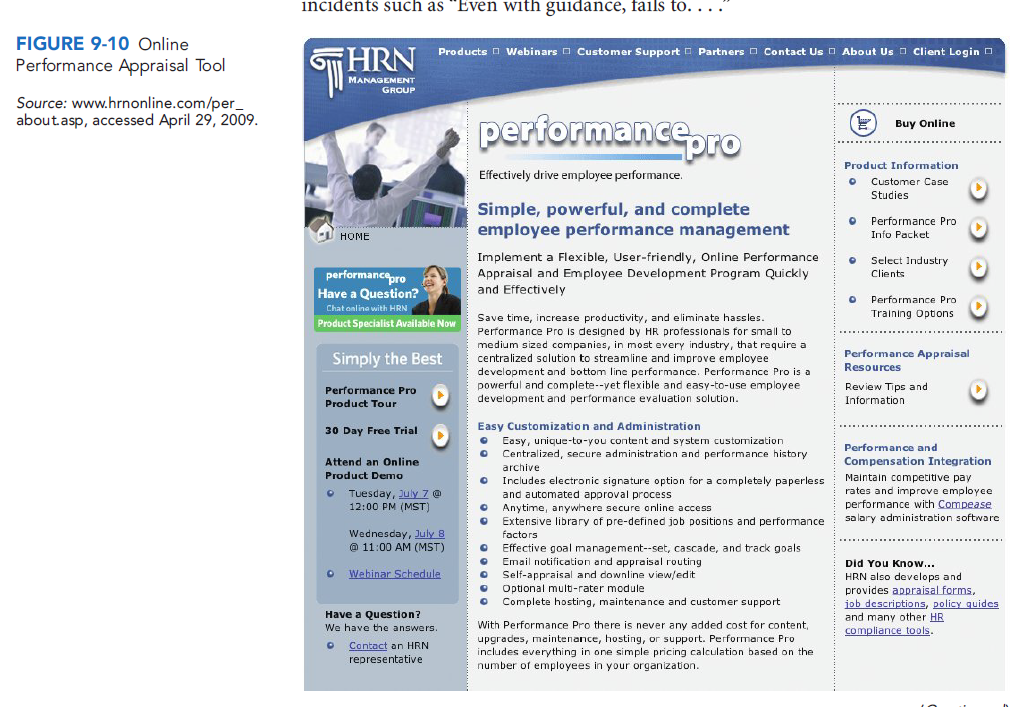 incidents such as “Even with guidance, fails to. . . .”
FIGURE 9-10 Online
Performance Appraisal Tool
Source: www.hrnonline.com/per_
about.asp, accessed April 29, 2009.
HRN
MANAGEMENT
GROUP
Products
Webinars
Customer Support
Partners
Contact Us
About Us
Client Login
HOME
performancepro
Have a Question?
Chat online with HRN
Product Specialist Available Now
Simply the Best
Performance Pro
Product Tour
30 Day Free Trial
Attend an Online
Product Demo
Tuesday, July 7 @
12:00 PM (MST)
Wednesday, July 8
@ 11:00 AM (MST)
Webinar Schedule
Have a Question?
We have the answers.
Contact an HRN
representative
performancepro
Effectively drive employee performance.
Simple, powerful, and complete
employee performance management
Implement a Flexible, User-friendly, Online Performance
Appraisal and Employee Development Program Quickly
and Effectively
Save time, increase productivity, and eliminate hassles.
Performance Pro is designed by HR professionals for small to
medium sized companies, in most every industry, that require a
centralized solution to streamline and improve employee
development and bottom line performance. Performance Pro is a
powerful and complete--yet flexible and easy-to-use employee
development and performance evaluation solution.
Easy Customization and Administration
Easy, unique-to-you content and system customization
Centralized, secure administration and performance history
archive
Includes electronic signature option for a completely paperless
and automated approval process
Anytime, anywhere secure online access
Extensive library of pre-defined job positions and performance
factors
Effective goal management--set, cascade, and track goals
Email notification and appraisal routing
Self-appraisal and downline view/edit
Optional multi-rater module
Complete hosting, maintenance and customer support
With Performance Pro there is never any added cost for content,
upgrades, maintenance, hosting, or support. Performance Pro
includes everything in one simple pricing calculation based on the
number of employees in your organization.
Buy Online
Product Information
Customer Case
Studies
Performance Pro
Info Packet
Select Industry
Clients
Performance Pro
Training Options
Performance Appraisal
Resources
Review Tips and
Information
Performance and
Compensation Integration
Maintain competitive pay
rates and improve employee
performance with Compease
salary administration software
Did You Know...
HRN also develops and
provides appraisal forms,
job descriptions, policy guides
and many other HR
compliance tools.